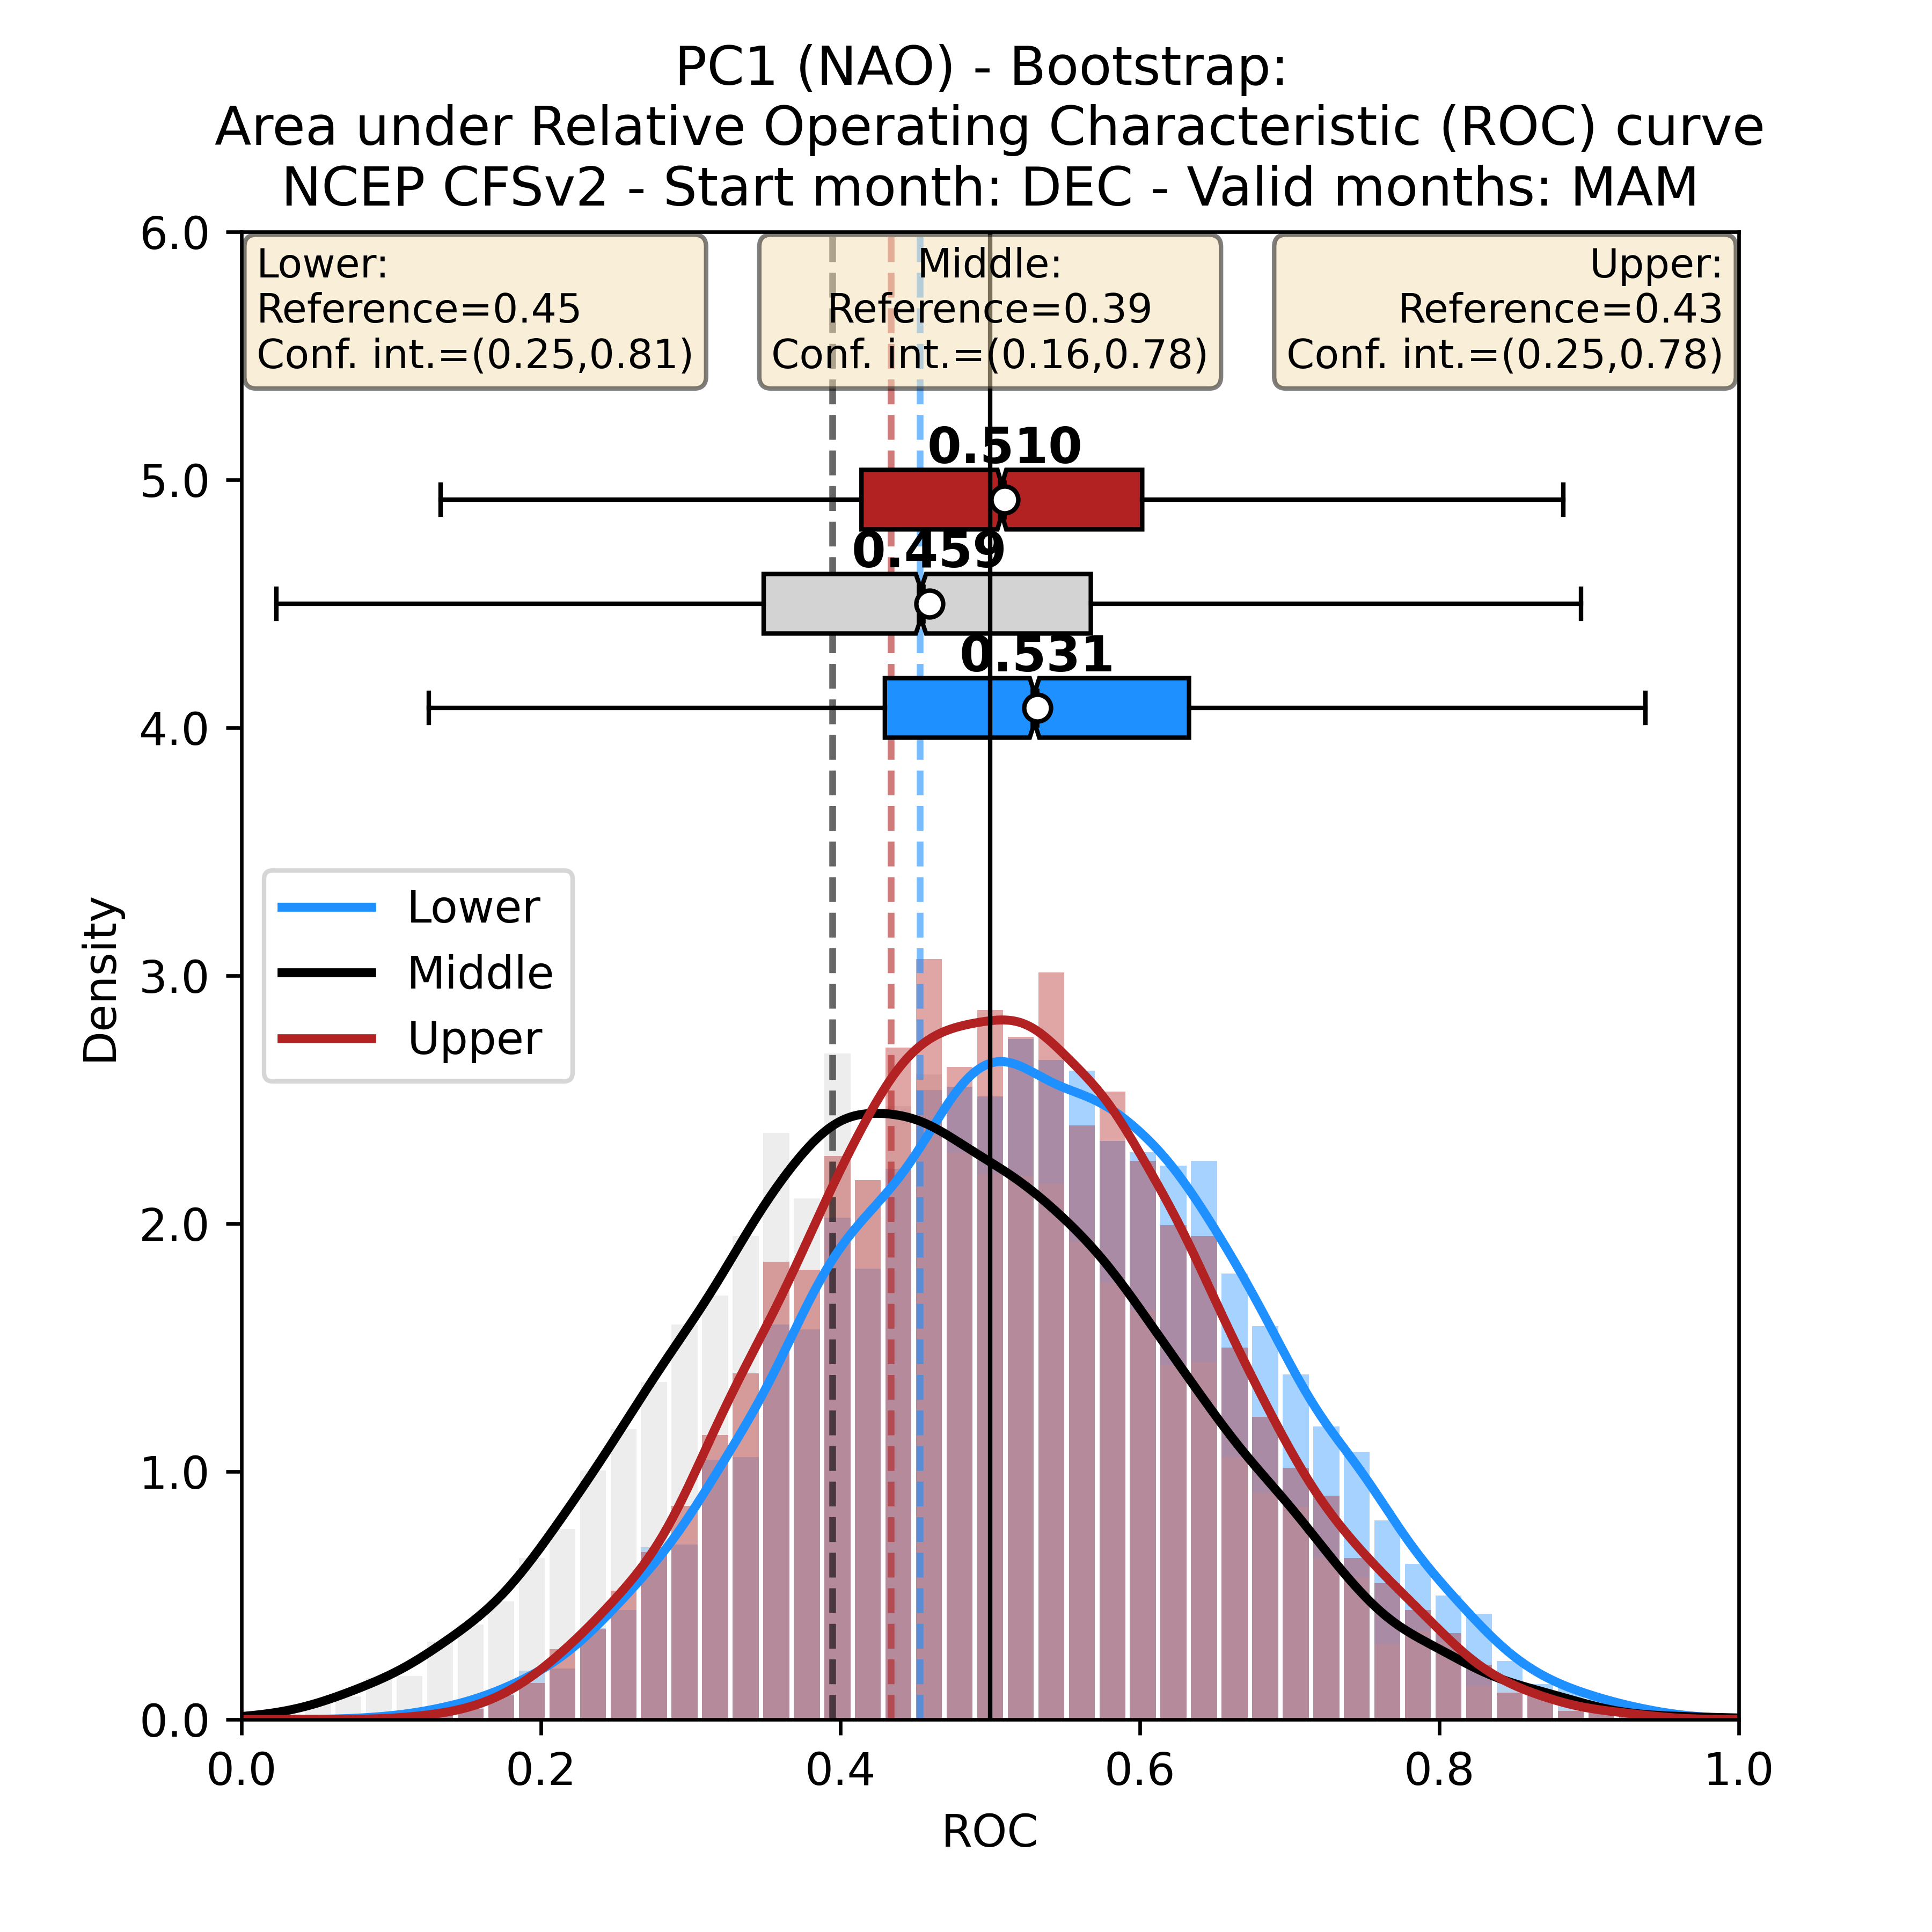 PC1 (NAO) - Bootstrap:
Area under Relative Operating Characteristic (ROC) curve
NCEP CFSv2 - Start month: DEC - Valid months: MAM
6.0
Lower:
Reference=0.45
Conf. int.=(0.25,0.81)
Middle:
Reference=0.39
Conf. int.=(0.16,0.78)
Upper:
Reference=0.43
Conf. int.=(0.25,0.78)
0.510
5.0
0.459
0.531
4.0
Density
Lower
Middle
Upper
3.0
2.0
1.0
0.0
0.0 0.2 0.4 0.6 0.8 1.0
ROC